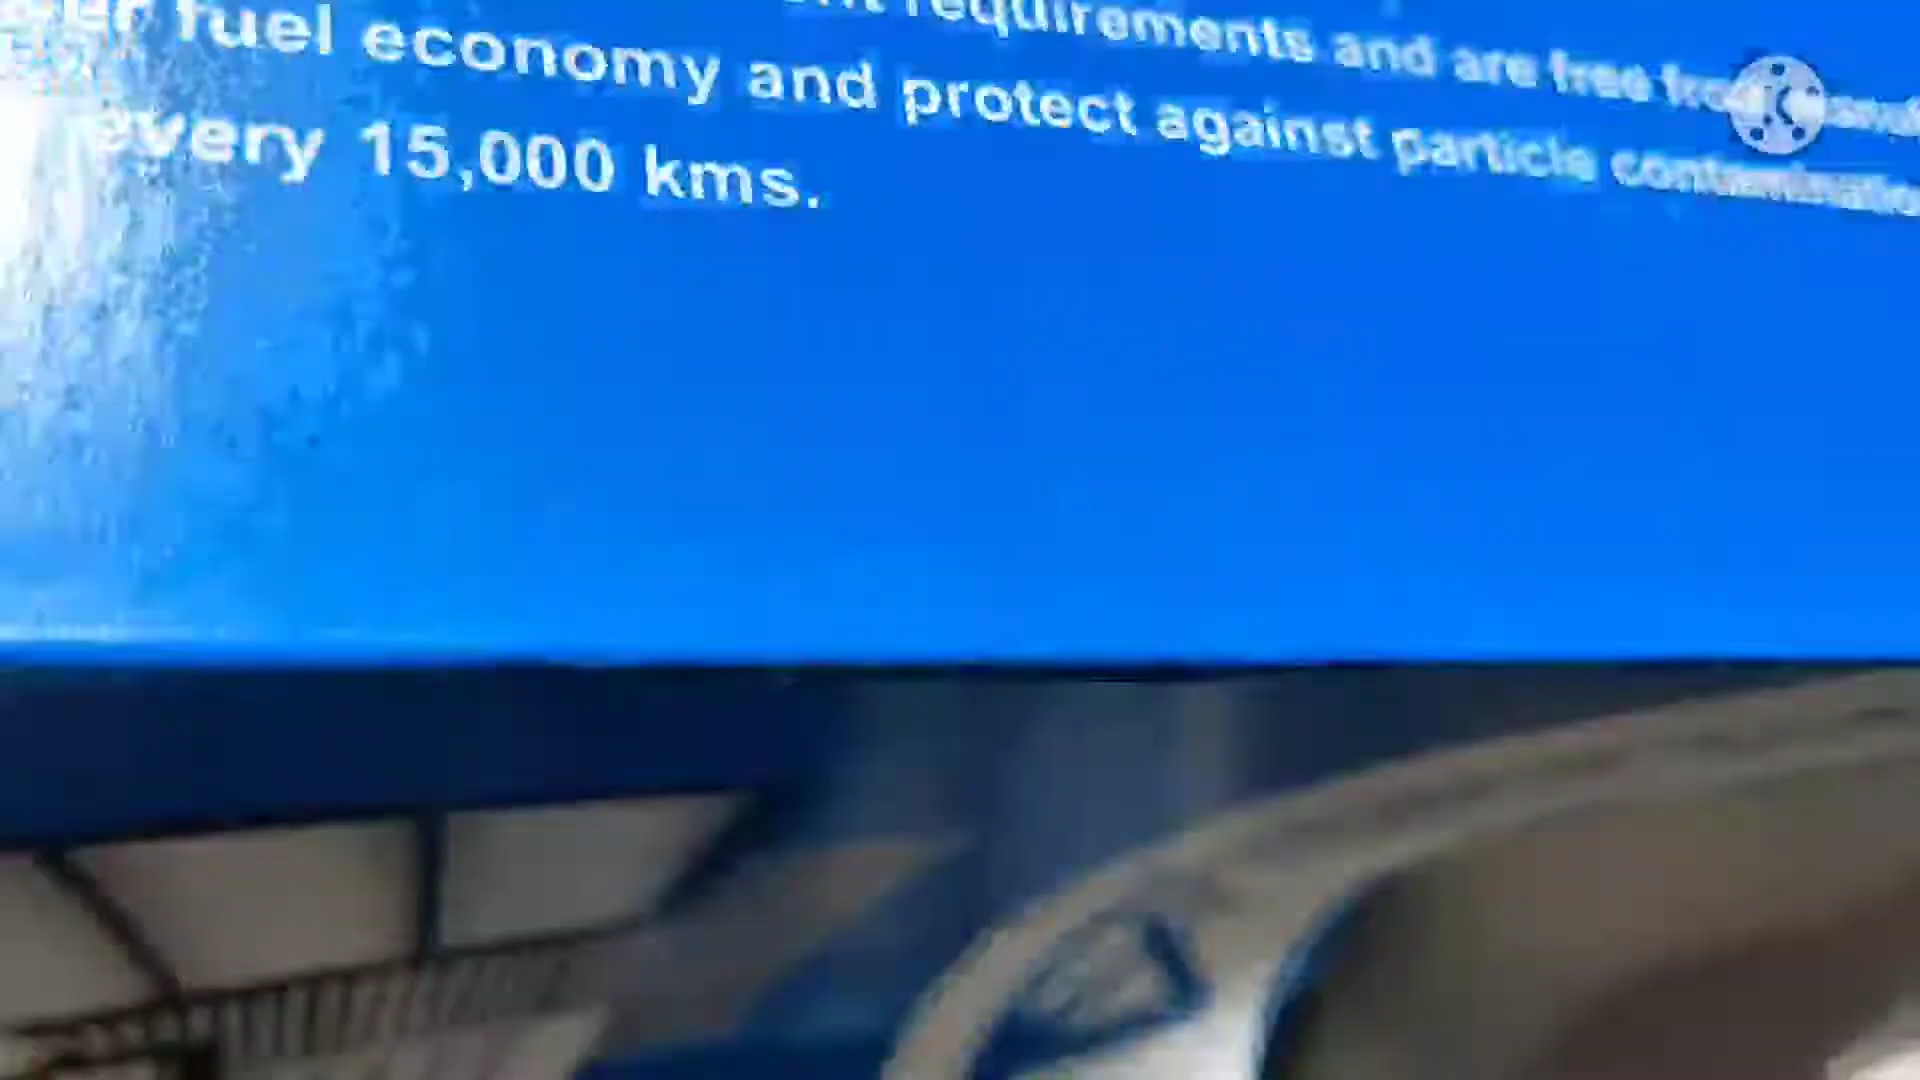 requirements and are free
fuel economy and protect against particle
every 15,000 kms.